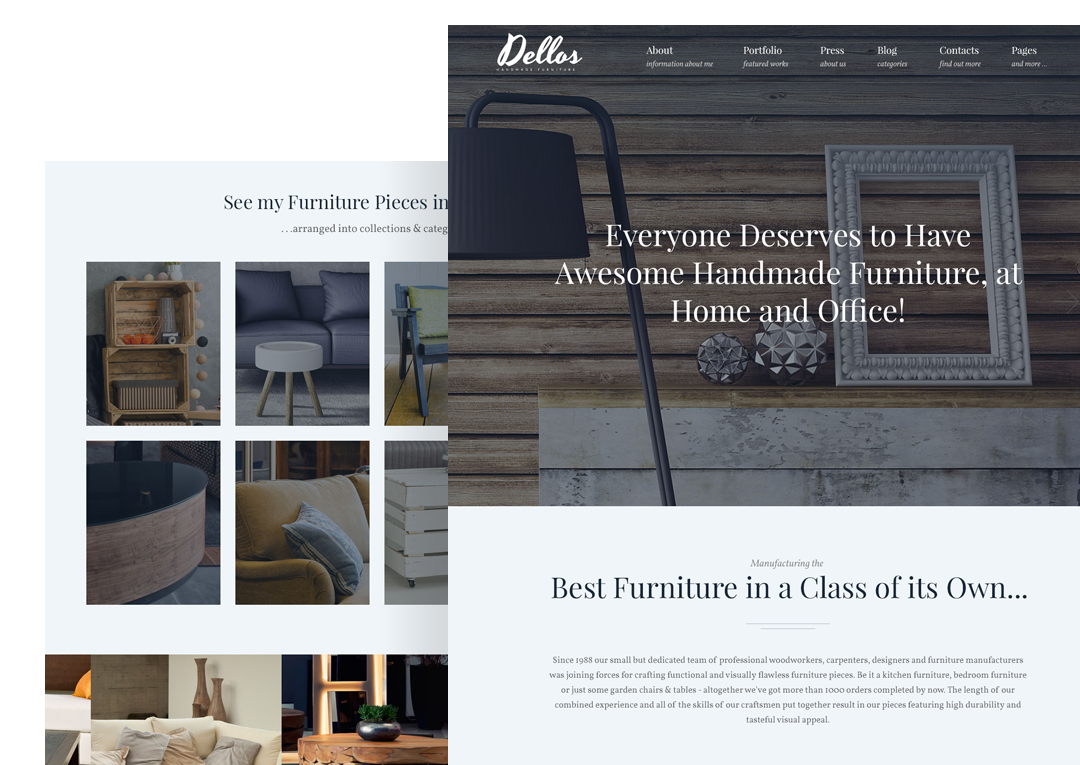 Dellos
HANDMADE FURNITURE
About
information about me
Portfolio
featured works
Press
about us
Blog
categories
Contacts
find out more
Pages
and more ...
Everyone Deserves to Have
Awesome Handmade Furniture, at
Home and Office!
Manufacturing the
Best Furniture in a Class of its Own...
Since 1988 our small but dedicated team of professional woodworkers, carpenters, designers and furniture manufacturers
was joining forces for crafting functional and visually flawless furniture pieces. Be it a kitchen furniture, bedroom furniture
or just some garden chairs & tables - altogether we've got more than 1000 orders completed by now. The length of our
combined experience and all of the skills of our craftsmen put together result in our pieces featuring high durability and
tasteful visual appeal.
See my Furniture Pieces in
...arranged into collections & categ